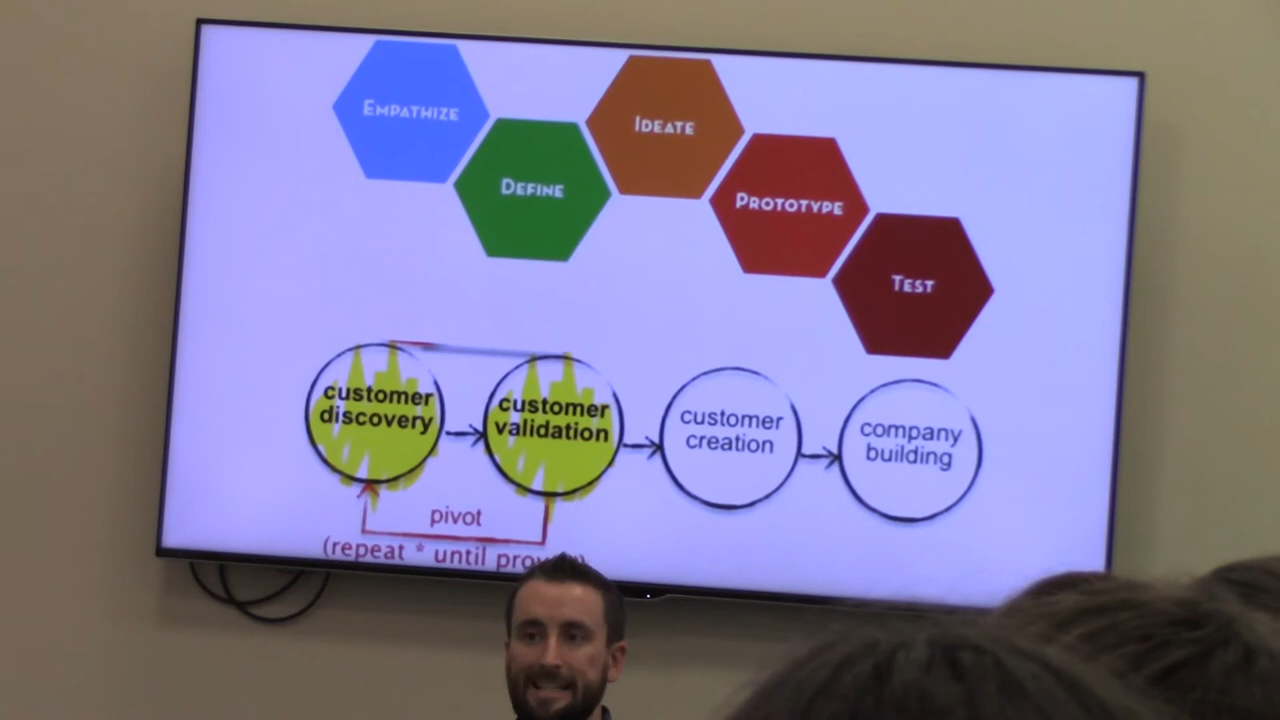 EMPATHIZE
DEFINE
IDEATE
PROTOTYPE
TEST
customer
discovery
customer
validation
customer
creation
company
building
pivot
(repeat * until